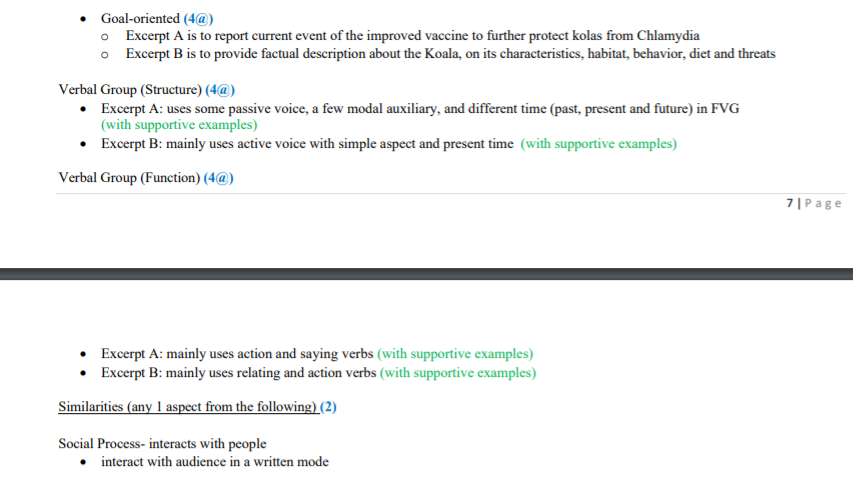 • Goal-oriented (4@)
o Excerpt A is to report current event of the improved vaccine to further protect kolas from Chlamydia
o Excerpt B is to provide factual description about the Koala, on its characteristics, habitat, behavior, diet and threats
Verbal Group (Structure) (4@)
• Excerpt A: uses some passive voice, a few modal auxiliary, and different time (past, present and future) in FVG
(with supportive examples)
• Excerpt B: mainly uses active voice with simple aspect and present time (with supportive examples)
Verbal Group (Function) (4@)
7 | P a g e
• Excerpt A: mainly uses action and saying verbs (with supportive examples)
• Excerpt B: mainly uses relating and action verbs (with supportive examples)
Similarities (any 1 aspect from the following) (2)
Social Process- interacts with people
• interact with audience in a written mode